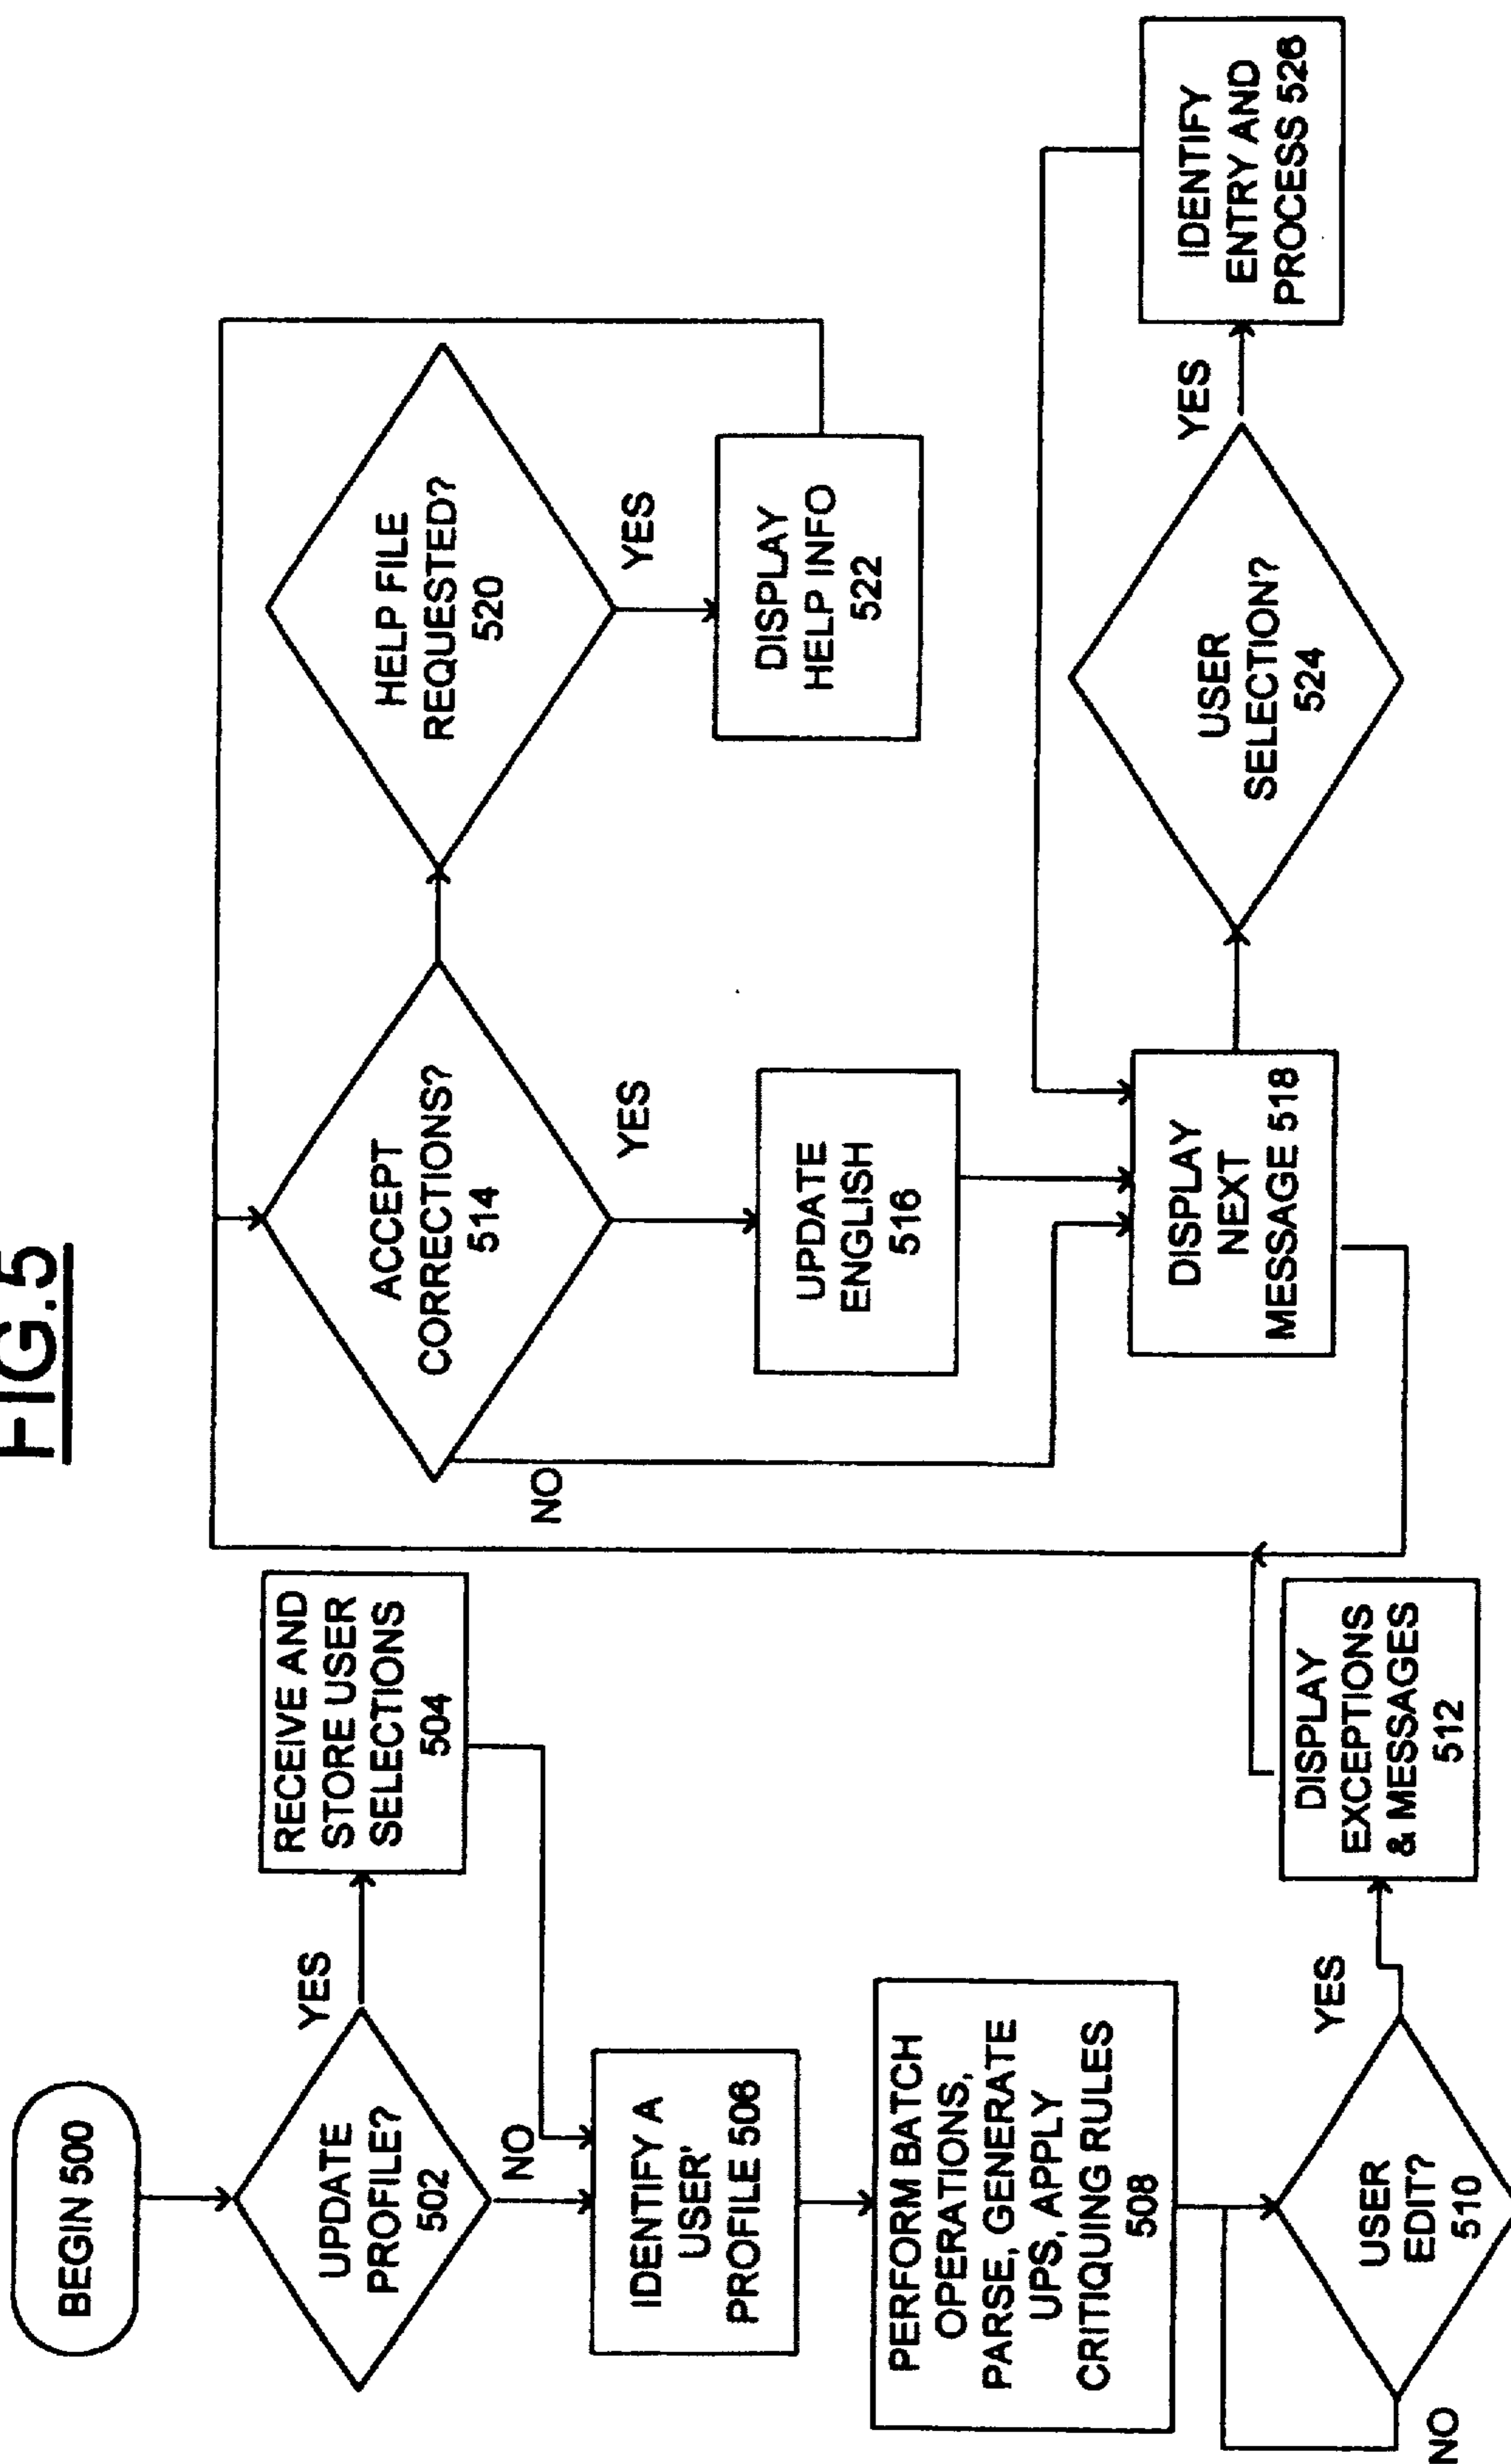 FIG.5
BEGIN 500
UPDATE
PROFILE?
502
YES
NO
RECEIVE AND
STORE USER
SELECTIONS
504
IDENTIFY A
USER'
PROFILE 506
PERFORM BATCH
OPERATIONS,
PARSE, GENERATE
UPS, APPLY
CRITIQUING RULES
508
USER
EDIT?
510
NO
YES
DISPLAY
EXCEPTIONS
& MESSAGES
512
ACCEPT
CORRECTIONS?
514
NO
YES
UPDATE
ENGLISH
516
DISPLAY
NEXT
MESSAGE 518
HELP FILE
REQUESTED?
520
YES
DISPLAY
HELP INFO
522
USER
SELECTION?
524
YES
IDENTIFY
ENTRY AND
PROCESS 526